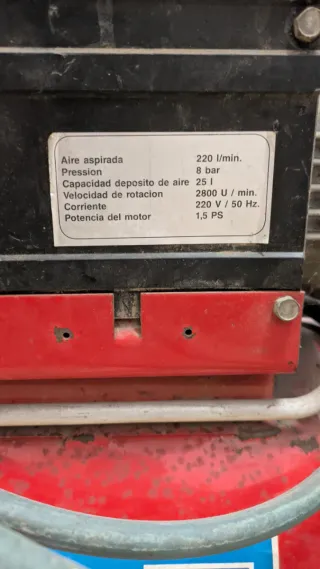 Aire aspirada 220 l/min.
Pression 8 bar
Capacidad deposito de aire 25 l
Velocidad de rotacion 2800 U / min.
Corriente 220 V / 50 Hz.
Potencia del motor 1,5 PS